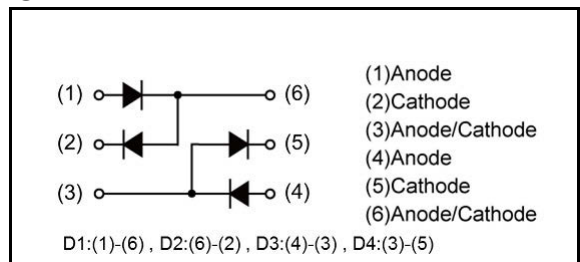 (1)
(6)
(1)Anode
(2)Cathode
(2)
(5)
(3)Anode/Cathode
(4)Anode
(3)
(4)
(5)Cathode
(6)Anode/Cathode
D1:(1)-(6) , D2:(6)-(2) , D3:(4)-(3) , D4:(3)-(5)